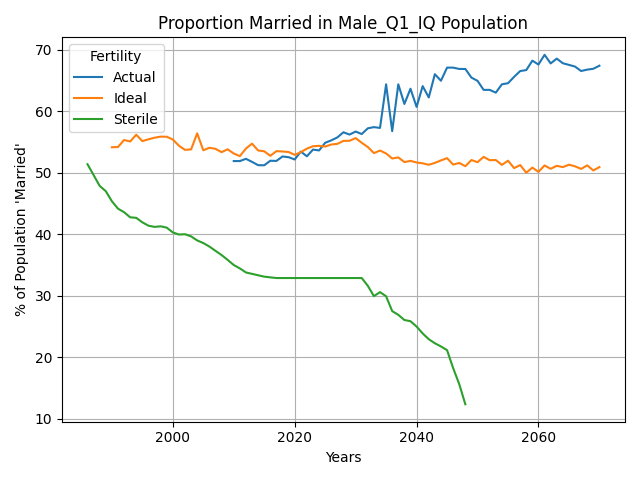 Proportion Married in Male_Q1_IQ Population
Fertility
Actual
Ideal
Sterile
% of Population 'Married'
70
60
50
40
30
20
10
2000
2020
2040
2060
Years